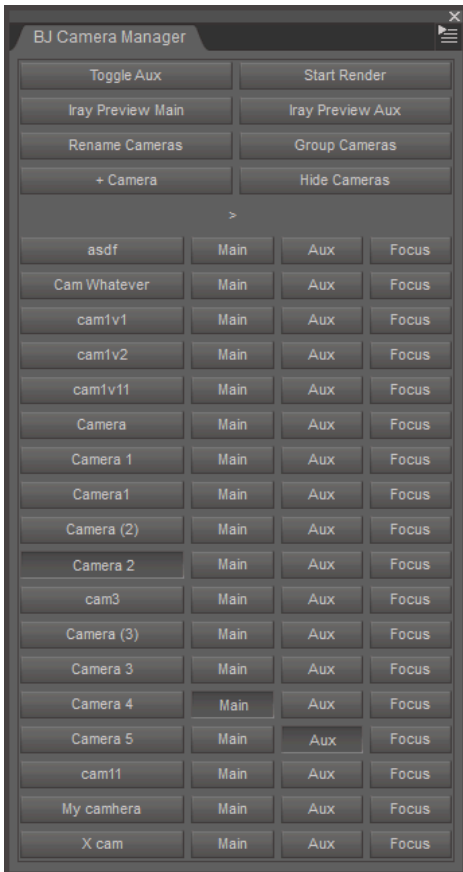 BJ Camera Manager
Toggle Aux Start Render
Iray Preview Main Iray Preview Aux
Rename Cameras Group Cameras
+ Camera Hide Cameras
>
asdf Main Aux Focus
Cam Whatever Main Aux Focus
cam1v1 Main Aux Focus
cam1v2 Main Aux Focus
cam1v11 Main Aux Focus
Camera Main Aux Focus
Camera 1 Main Aux Focus
Camera1 Main Aux Focus
Camera (2) Main Aux Focus
Camera 2 Main Aux Focus
cam3 Main Aux Focus
Camera (3) Main Aux Focus
Camera 3 Main Aux Focus
Camera 4 Main Aux Focus
Camera 5 Main Aux Focus
cam11 Main Aux Focus
My camhera Main Aux Focus
X cam Main Aux Focus